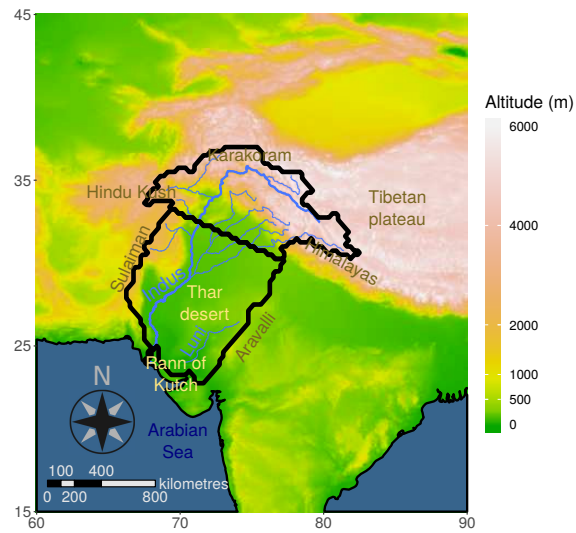 45
35
25
15
60
70
80
90
Karakoram
Hindu Kush
Tibetan
plateau
Sulaiman
Himalayas
Indus
Thar
desert
Luni
Aravalli
Rann of
Kutch
N
Arabian
Sea
100 400
kilometres
0 200 800
Altitude (m)
6000
4000
2000
1000
500
0